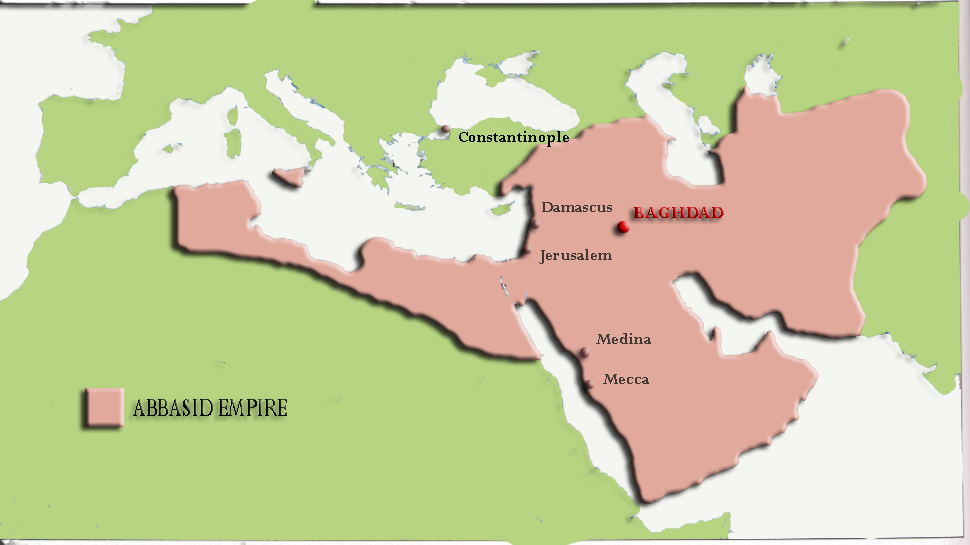 Constantinople
Damascus
BAGHDAD
Jerusalem
Medina
Mecca
ABBASID EMPIRE